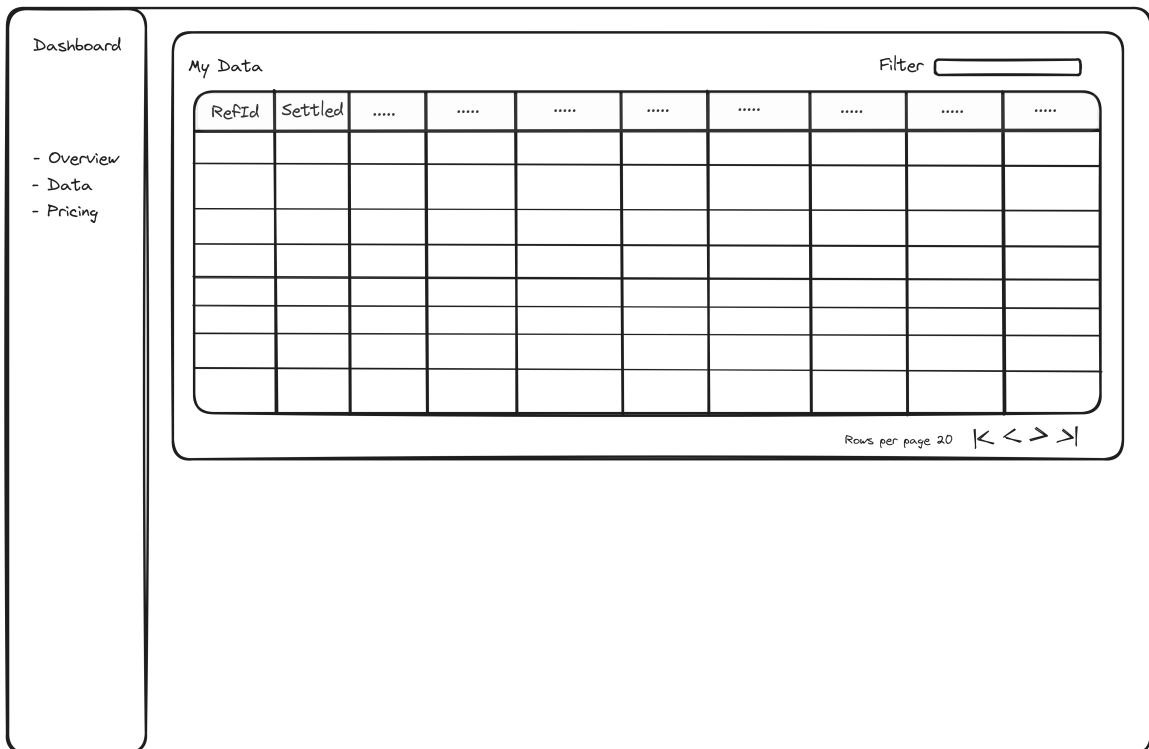 Dashboard
- Overview
- Data
- Pricing
My Data
Filter
RefId Settled ..... ..... ..... ..... ..... ..... ..... .....
Rows per page 20 |< < > >|